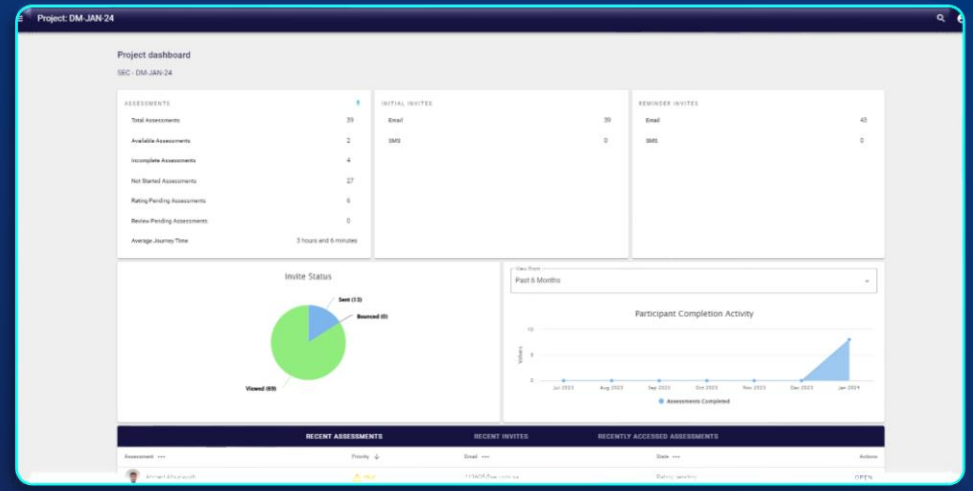 Project: DM-JAN-24
Project dashboard
SEC - DM-JAN-24
ASSESSMENTS
Total Assessments 39
Available Assessments 2
Incomplete Assessments 4
Not Started Assessments 27
Rating Pending Assessments 6
Review Pending Assessments 0
Average Journey Time 3 hours and 6 minutes
INITIAL INVITES
Email 39
SMS 0
REMINDER INVITES
Email 43
SMS 0
Invite Status
Sent (13)
Bounced (0)
Viewed (69)
View From
Past 6 Months
Participant Completion Activity
Values
10
5
0
Jul 2023 Aug 2023 Sep 2023 Oct 2023 Nov 2023 Dec 2023 Jan 2024
Assessments Completed
RECENT ASSESSMENTS RECENT INVITES RECENTLY ACCESSED ASSESSMENTS
Assessment Priority Email State Actions
OPEN